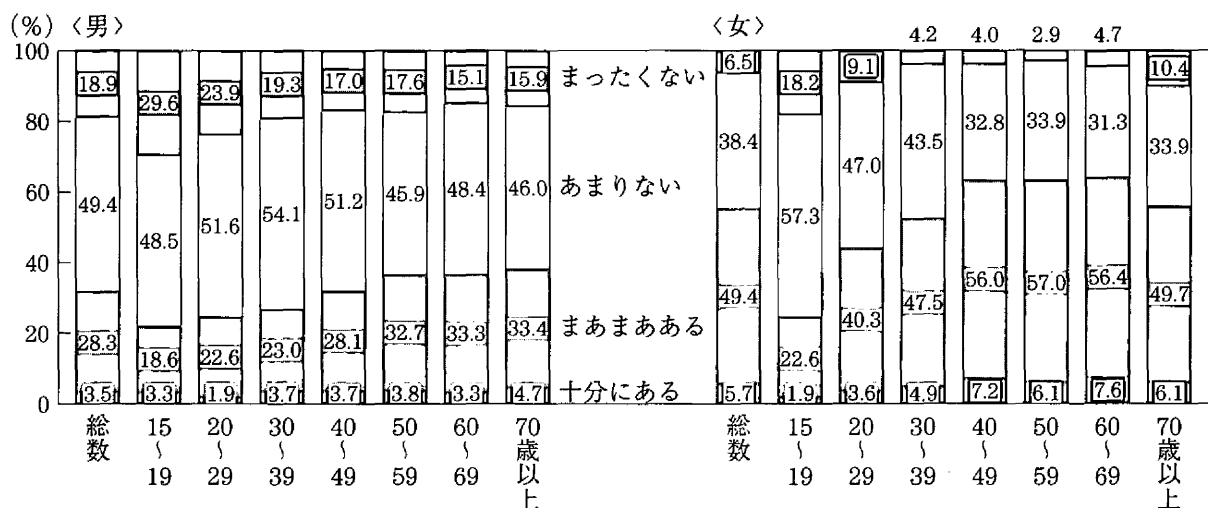 (%) 〈男〉 〈女〉 4.2 4.0 2.9 4.7
100
18.9 29.6 23.9 19.3 17.0 17.6 15.1 15.9 まったくない 6.5 18.2 9.1 10.4
80
49.4 48.5 51.6 54.1 51.2 45.9 48.4 46.0 あまりない 38.4 57.3 47.0 43.5 32.8 33.9 31.3 33.9
60
40
28.3 18.6 22.6 23.0 28.1 32.7 33.3 33.4 まあまあある 49.4 22.6 40.3 47.5 56.0 57.0 56.4 49.7
20
3.5 3.3 1.9 3.7 3.7 3.8 3.3 4.7 十分にある 5.7 1.9 3.6 4.9 7.2 6.1 7.6 6.1
0
総数 15〜19 20〜29 30〜39 40〜49 50〜59 60〜69 70歳以上 総数 15〜19 20〜29 30〜39 40〜49 50〜59 60〜69 70歳以上